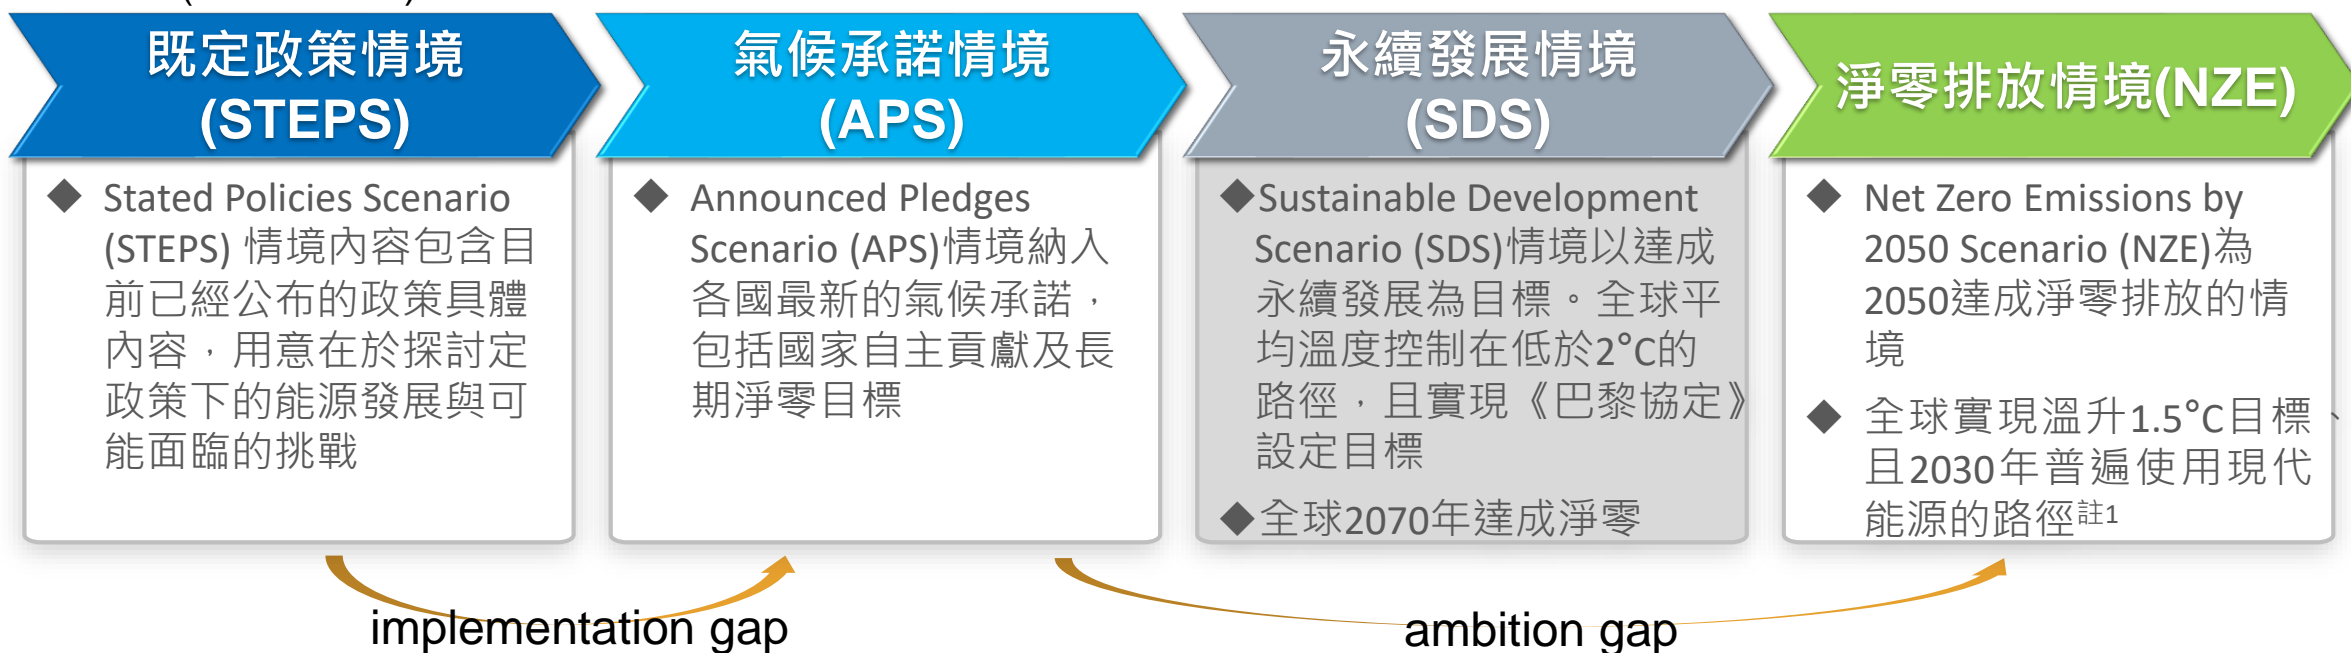 既定政策情境
(STEPS)
Stated Policies Scenario
(STEPS) 情境內容包含目
前已經公布的政策具體
內容，用意在於探討定
政策下的能源發展與可
能面臨的挑戰
氣候承諾情境
(APS)
Announced Pledges
Scenario (APS)情境納入
各國最新的氣候承諾，
包括國家自主貢獻及長
期淨零目標
永續發展情境
(SDS)
Sustainable Development
Scenario (SDS)情境以達成
永續發展為目標。全球平
均溫度控制在低於2°C的
路徑，且實現《巴黎協定》
設定目標
全球2070年達成淨零
淨零排放情境(NZE)
Net Zero Emissions by
2050 Scenario (NZE)為
2050達成淨零排放的情
境
全球實現溫升1.5°C目標、
且2030年普遍使用現代
能源的路徑註1
implementation gap
ambition gap